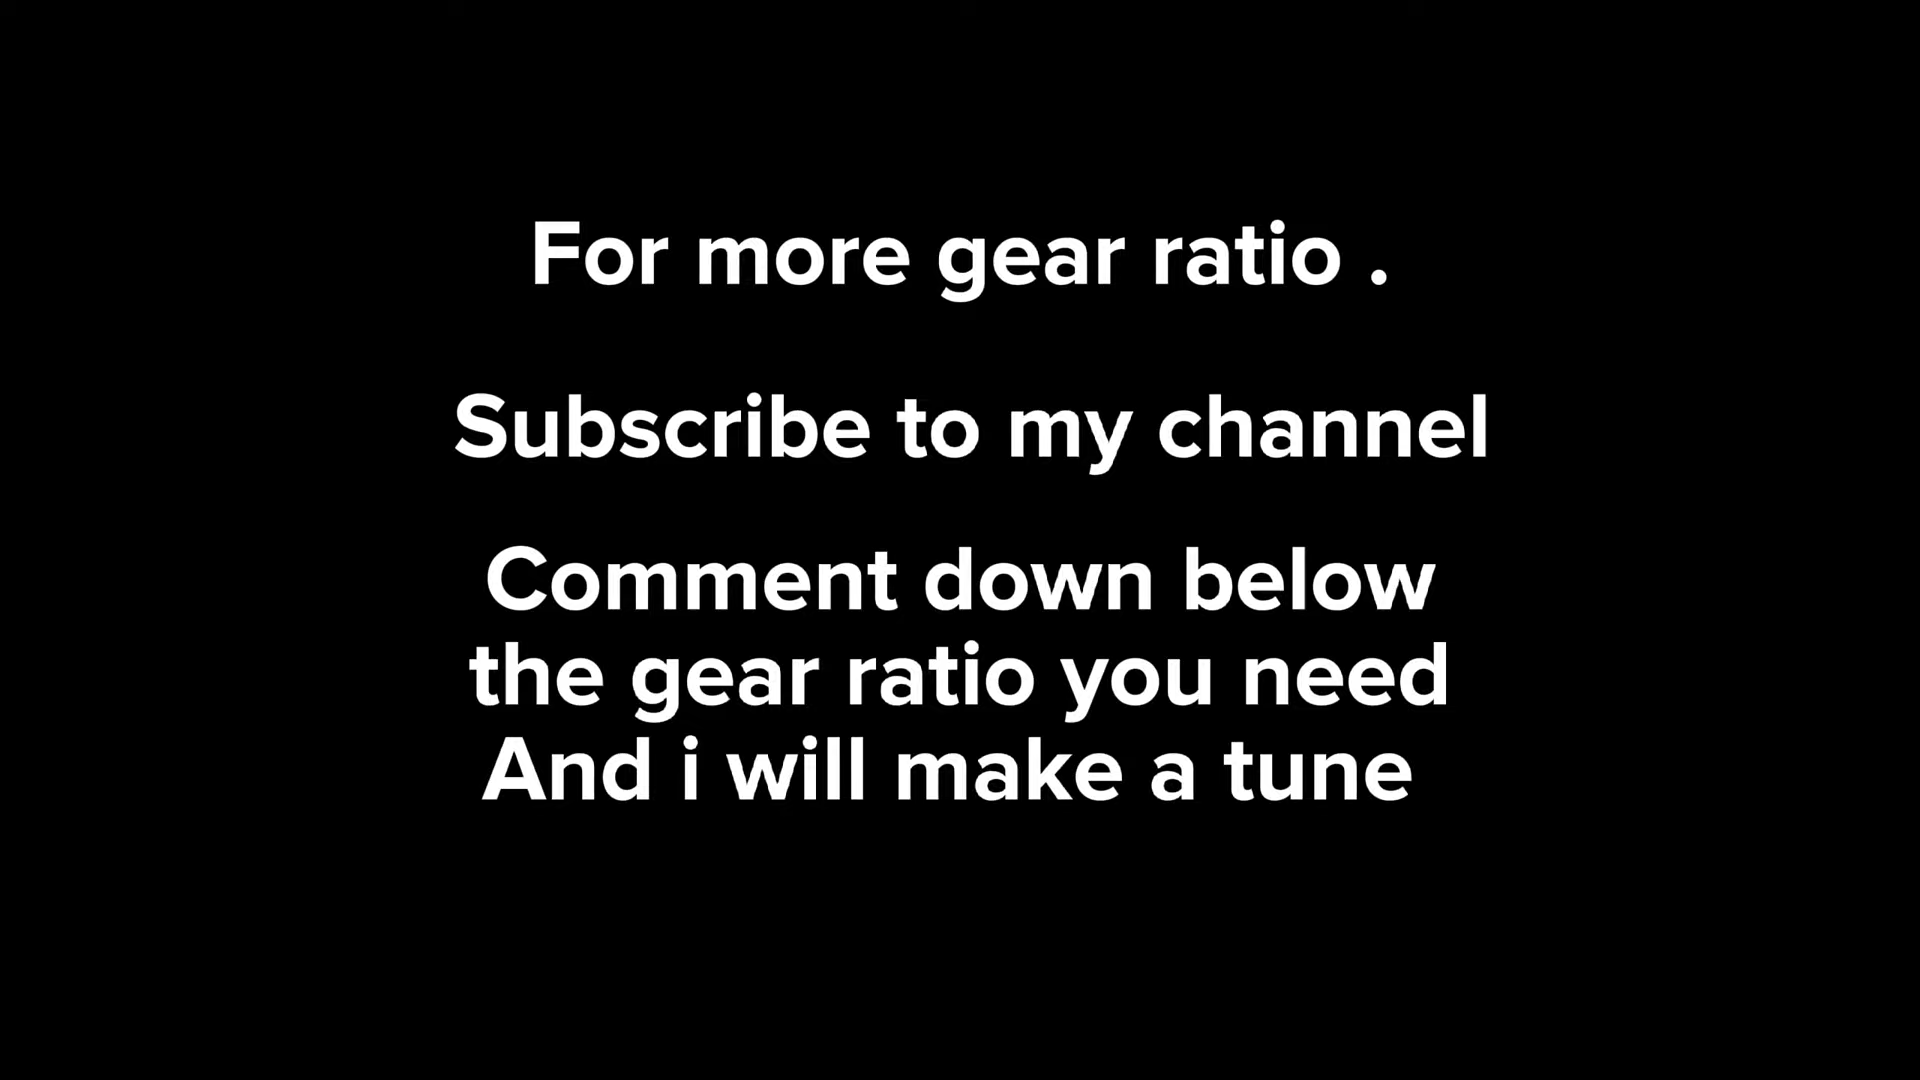 For more gear ratio .
Subscribe to my channel
Comment down below
the gear ratio you need
And i will make a tune